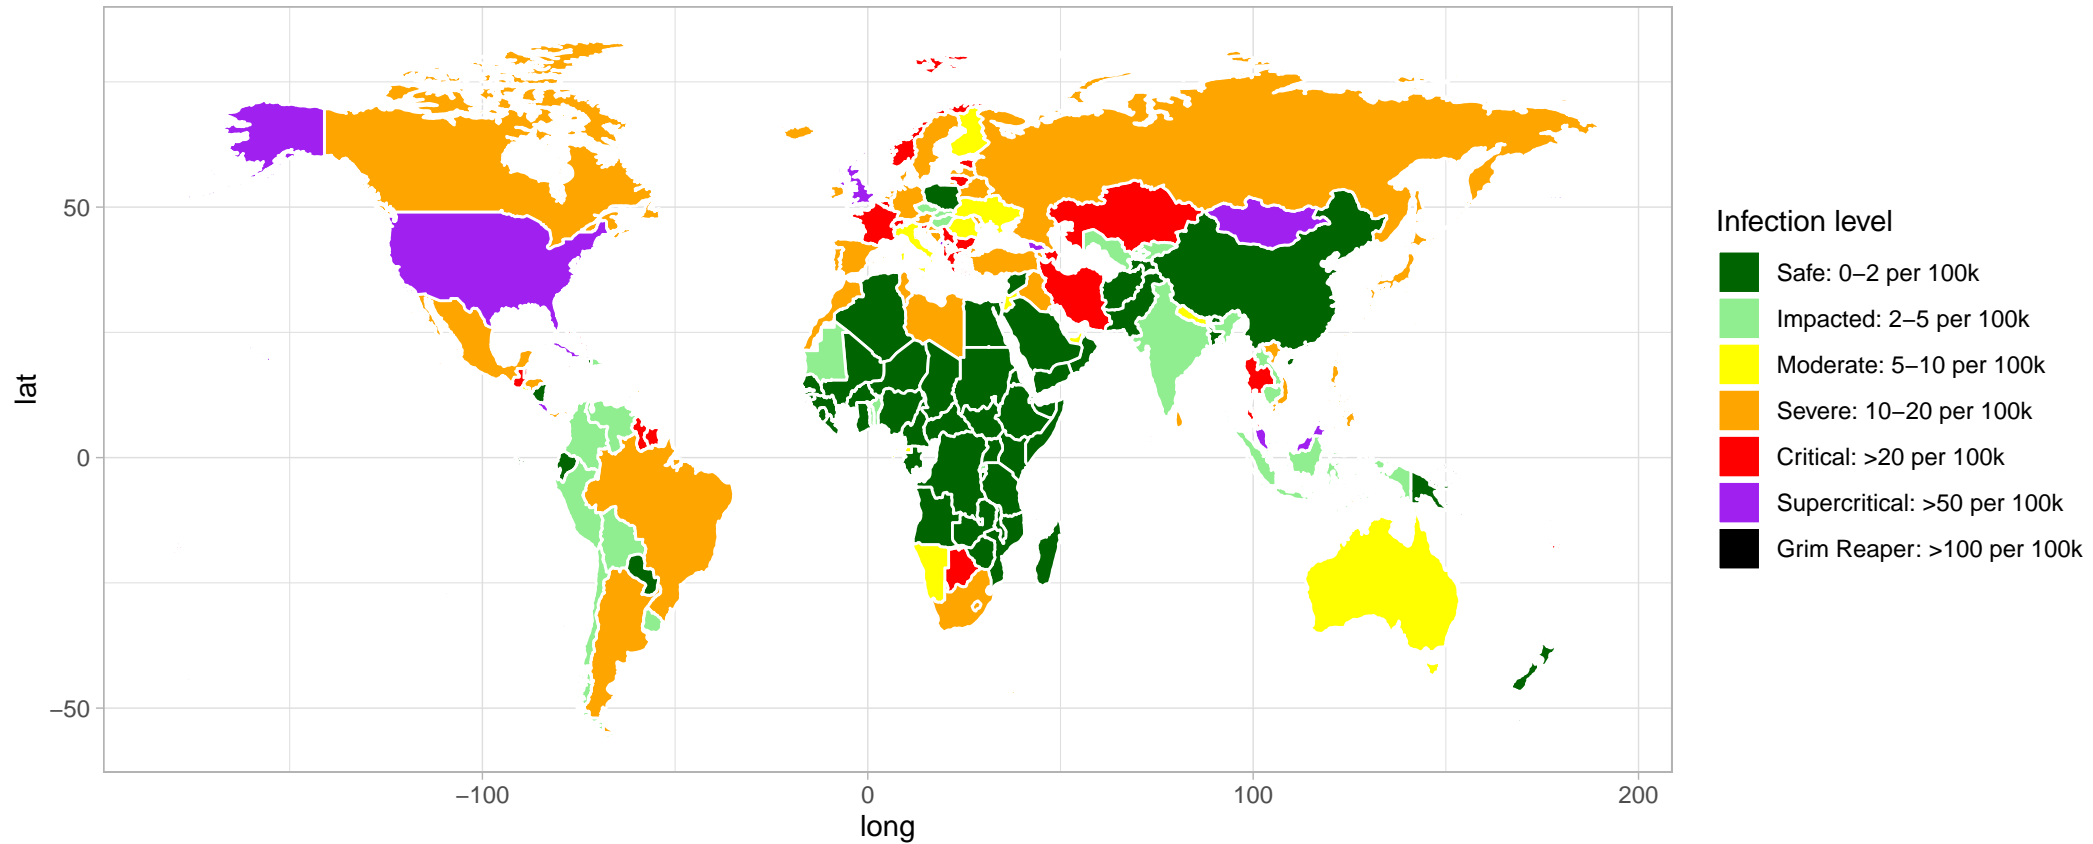 Infection level
Safe: 0–2 per 100k
Impacted: 2–5 per 100k
Moderate: 5–10 per 100k
Severe: 10–20 per 100k
Critical: >20 per 100k
Supercritical: >50 per 100k
Grim Reaper: >100 per 100k
50
0
−50
lat
−100
0
100
200
long